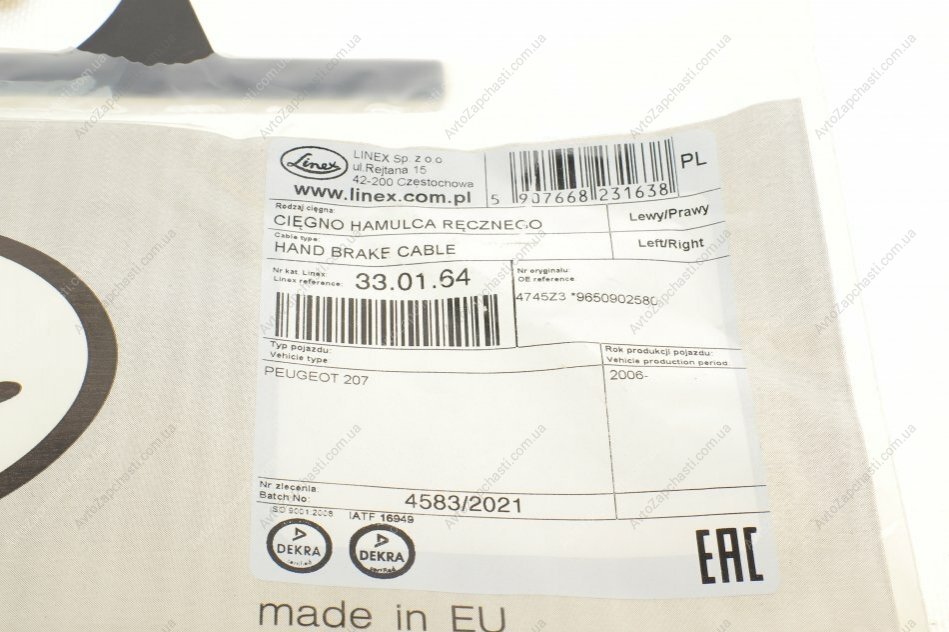 Linex
LINEX Sp. z o.o.
ul.Rejtana 15
42-200 Czestochowa
www.linex.com.pl
5 907668 231638
PL
Rodzaj cięgna:
CIĘGNO HAMULCA RĘCZNEGO
Lewy/Prawy
Cable type:
HAND BRAKE CABLE
Left/Right
Nr kat. Linex:
Linex reference:
33.01.64
Nr oryginału:
OE reference
4745Z3 *9650902580
Typ pojazdu:
Vehicle type
PEUGEOT 207
Rok produkcji pojazdu:
Vehicle production period
2006-
Nr zlecenia:
Batch No:
4583/2021
ISO 9001:2008
IATF 16949
DEKRA
certified
DEKRA
certified
EAC
made in EU
AvtoZapchasti.com.ua